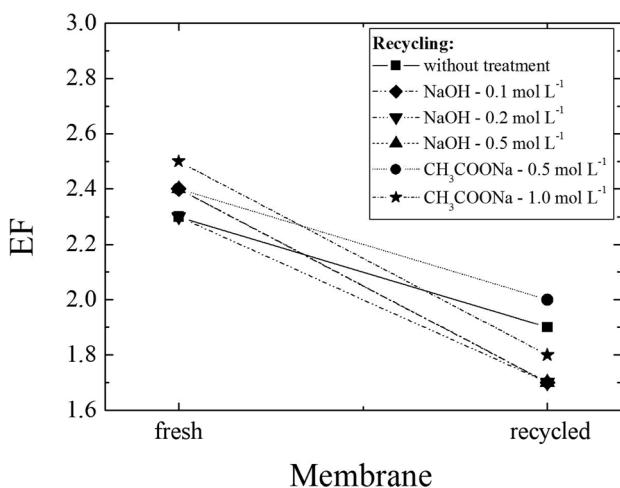 3.0
2.8
2.6
2.4
2.2
2.0
1.8
1.6
EF
Recycling:
without treatment
NaOH - 0.1 mol L⁻¹
NaOH - 0.2 mol L⁻¹
NaOH - 0.5 mol L⁻¹
CH₃COONa - 0.5 mol L⁻¹
CH₃COONa - 1.0 mol L⁻¹
fresh
recycled
Membrane